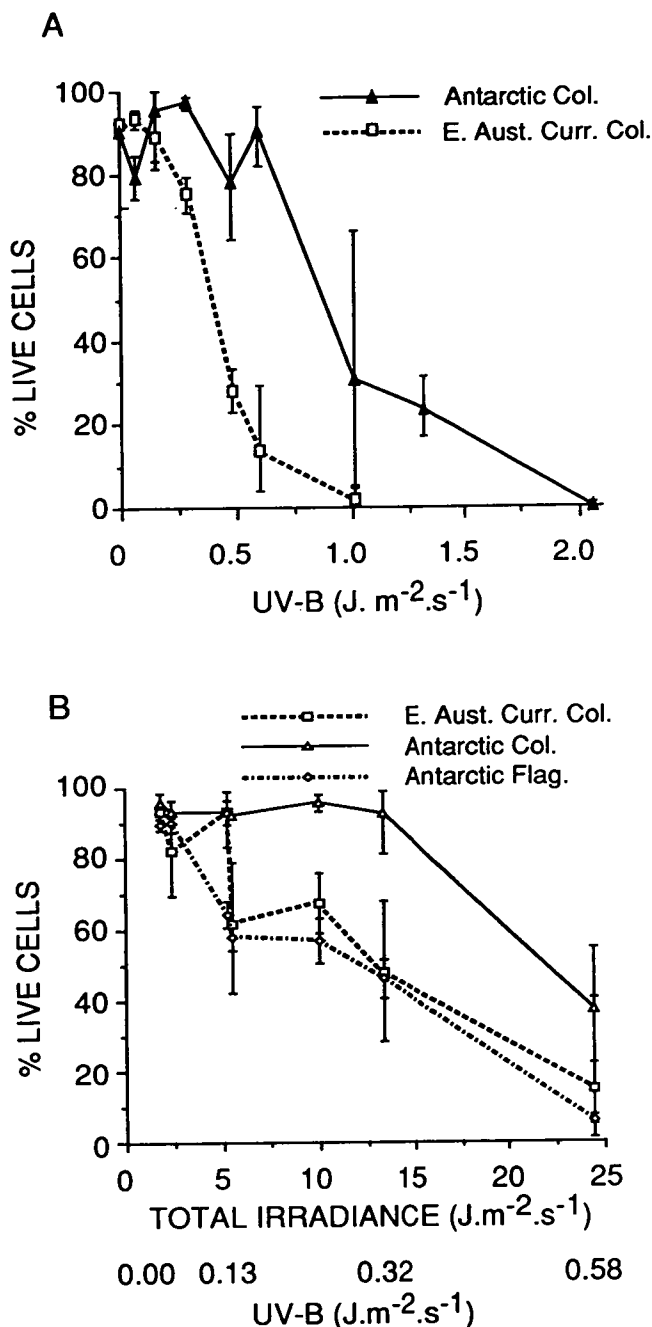 A
Antarctic Col.
E. Aust. Curr. Col.
100
80
60
40
20
0
% LIVE CELLS
0 0.5 1.0 1.5 2.0
UV-B (J. m-2.s-1)
B
E. Aust. Curr. Col.
Antarctic Col.
Antarctic Flag.
100
80
60
40
20
0
% LIVE CELLS
0 5 10 15 20 25
TOTAL IRRADIANCE (J.m-2.s-1)
0.00 0.13 0.32 0.58
UV-B (J.m-2.s-1)